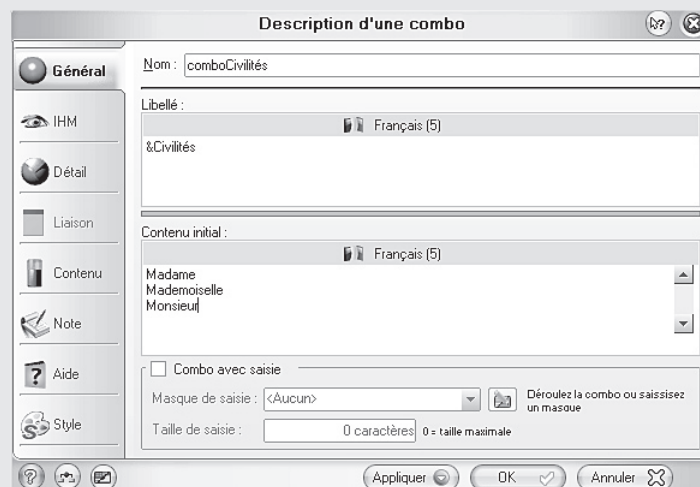 Description d'une combo
Général
Nom : comboCivilités
Libellé :
Français (5)
&Civilités
IHM
Détail
Liaison
Contenu initial :
Français (5)
Contenu
Madame
Mademoiselle
Monsieur
Note
Combo avec saisie
Aide
Masque de saisie : <Aucun>
Déroulez la combo ou saisissez
un masque
Style
Taille de saisie : 0 caractères 0 = taille maximale
Appliquer OK Annuler